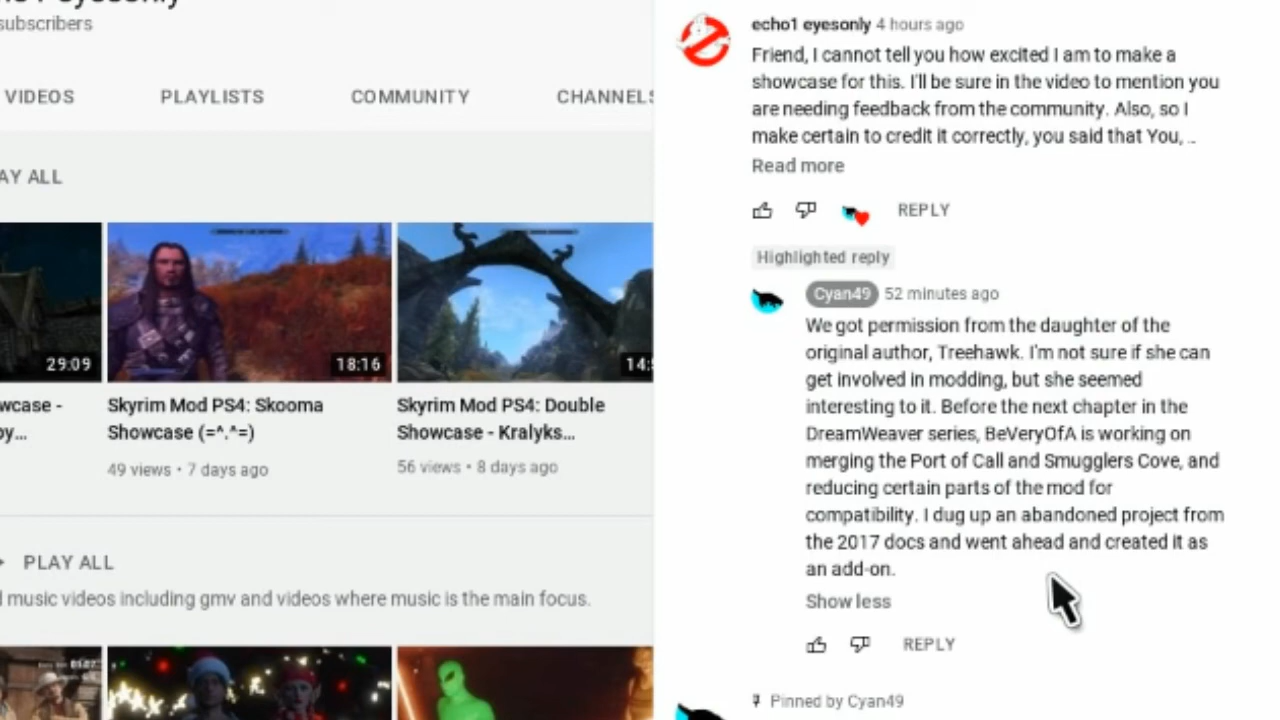 subscribers
VIDEOS
PLAYLISTS
COMMUNITY
CHANNELS
AY ALL
29:09
18:16
14:
wcase -
Skyrim Mod PS4: Skooma
Showcase (=^.^=)
49 views • 7 days ago
Skyrim Mod PS4: Double
Showcase - Kralyks...
56 views • 8 days ago
PLAY ALL
l music videos including gmv and videos where music is the main focus.
echo1 eyesonly 4 hours ago
Friend, I cannot tell you how excited I am to make a
showcase for this. I'll be sure in the video to mention you
are needing feedback from the community. Also, so I
make certain to credit it correctly, you said that You, ..
Read more
REPLY
Highlighted reply
Cyan49 52 minutes ago
We got permission from the daughter of the
original author, Treehawk. I'm not sure if she can
get involved in modding, but she seemed
interesting to it. Before the next chapter in the
DreamWeaver series, BeVeryOfA is working on
merging the Port of Call and Smugglers Cove, and
reducing certain parts of the mod for
compatibility. I dug up an abandoned project from
the 2017 docs and went ahead and created it as
an add-on.
Show less
REPLY
Pinned by Cyan49